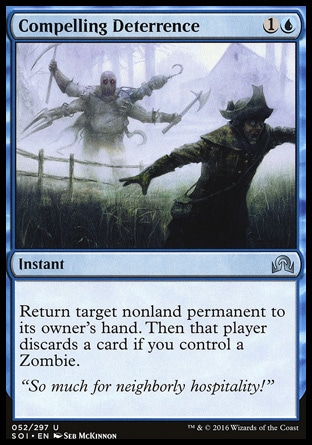 Compelling Deterrence 1
Instant
Return target nonland permanent to
its owner's hand. Then that player
discards a card if you control a
Zombie.
"So much for neighborly hospitality!"
052/297 U
SOI • EN Seb McKinnon
™ & © 2016 Wizards of the Coast